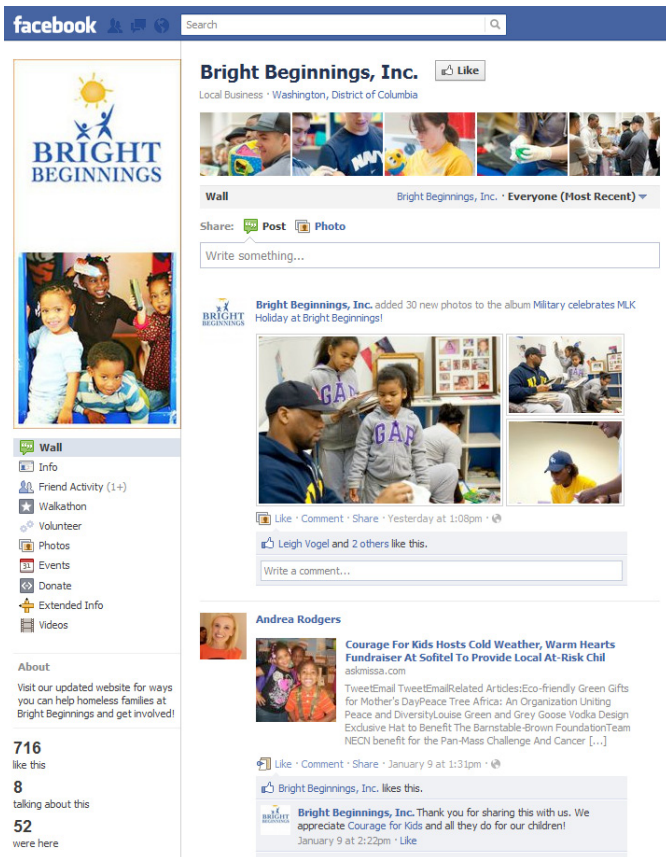 facebook
Search
BRIGHT
BEGINNINGS
Wall
Info
Friend Activity (1+)
Walkathon
Volunteer
Photos
31 Events
Donate
Extended Info
Videos
About
Visit our updated website for ways
you can help homeless families at
Bright Beginnings and get involved!
716
like this
8
talking about this
52
were here
Bright Beginnings, Inc. Like
Local Business · Washington, District of Columbia
NAVY
Wall Bright Beginnings, Inc. · Everyone (Most Recent)
Share: Post Photo
Write something...
BRIGHT
BEGINNINGS
Bright Beginnings, Inc. added 30 new photos to the album Military celebrates MLK
Holiday at Bright Beginnings!
GAP
GAP
Like · Comment · Share · Yesterday at 1:08pm ·
Leigh Vogel and 2 others like this.
Write a comment...
Andrea Rodgers
Courage For Kids Hosts Cold Weather, Warm Hearts
Fundraiser At Sofitel To Provide Local At-Risk Chil
askmissa.com
TweetEmail TweetEmailRelated Articles:Eco-friendly Green Gifts
for Mother's DayPeace Tree Africa: An Organization Uniting
Peace and DiversityLouise Green and Grey Goose Vodka Design
Exclusive Hat to Benefit The Barnstable-Brown FoundationTeam
NECN benefit for the Pan-Mass Challenge And Cancer [...]
Like · Comment · Share · January 9 at 1:31pm ·
Bright Beginnings, Inc. likes this.
BRIGHT
BEGINNINGS
Bright Beginnings, Inc. Thank you for sharing this with us. We
appreciate Courage for Kids and all they do for our children!
January 9 at 2:22pm · Like